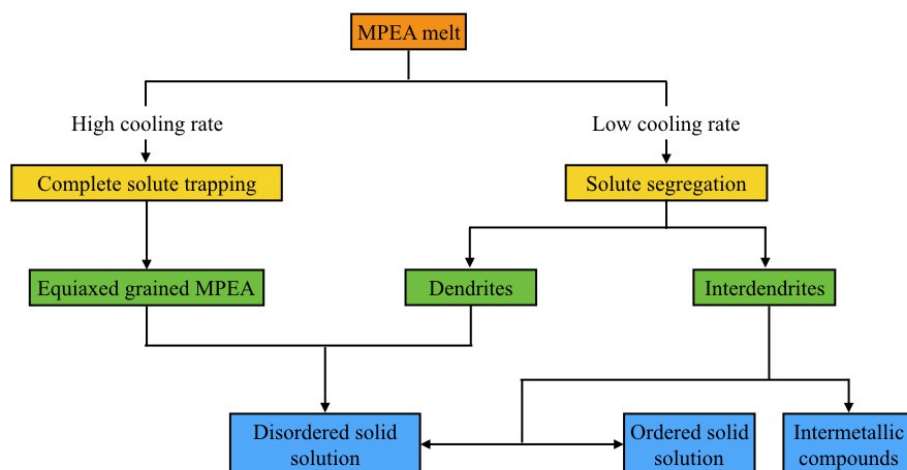 MPEA melt
High cooling rate
Low cooling rate
Complete solute trapping
Solute segregation
Equiaxed grained MPEA
Dendrites
Interdendrites
Disordered solid
solution
Ordered solid
solution
Intermetallic
compounds